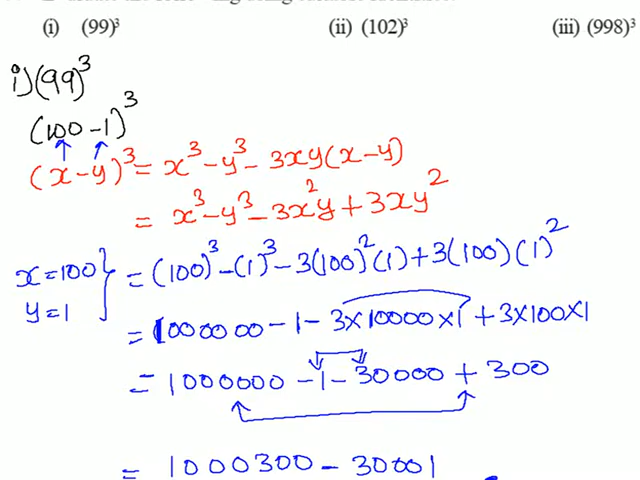 (i) (99)³ (ii) (102)³ (iii) (998)³
i) (99)³
(100 - 1)³
(x - y)³ = x³ - y³ - 3xy(x - y)
= x³ - y³ - 3x²y + 3xy²
x = 100 } = (100)³ - (1)³ - 3(100)²(1) + 3(100)(1)²
y = 1
= 1000000 - 1 - 3×10000×1 + 3×100×1
= 1000000 - 1 - 30000 + 300
= 1000300 - 30001